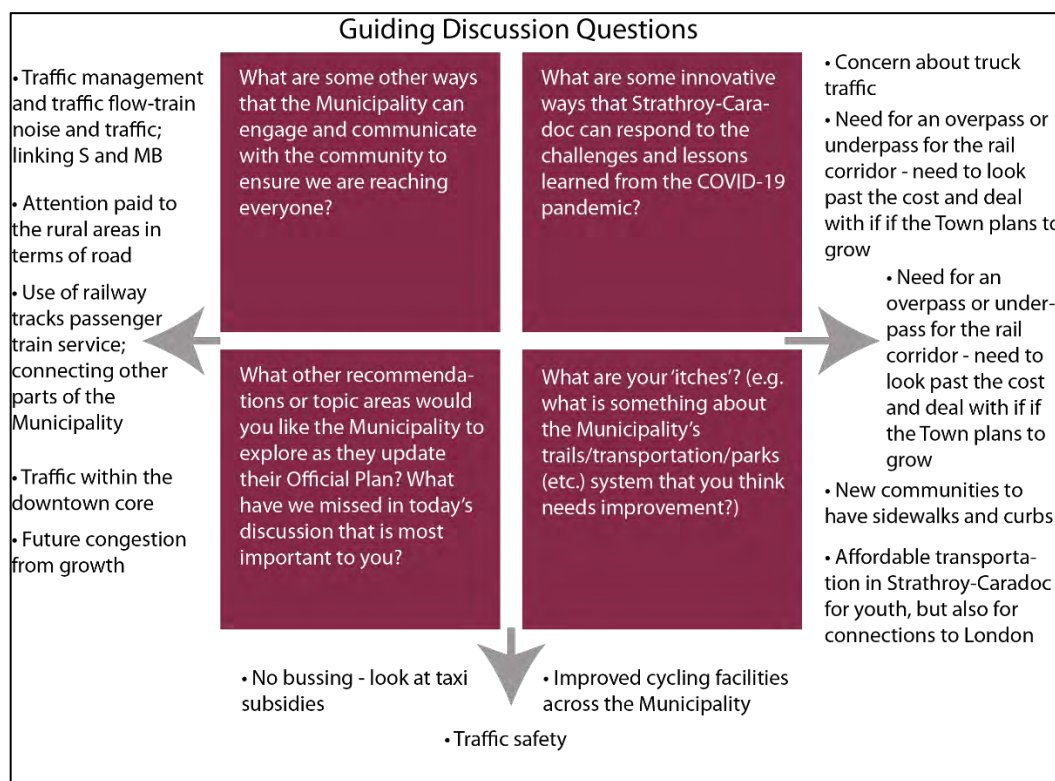 Guiding Discussion Questions
• Traffic management
and traffic flow-train
noise and traffic;
linking S and MB
• Attention paid to
the rural areas in
terms of road
• Use of railway
tracks passenger
train service;
connecting other
parts of the
Municipality
• Traffic within the
downtown core
• Future congestion
from growth
What are some other ways
that the Municipality can
engage and communicate
with the community to
ensure we are reaching
everyone?
What are some innovative
ways that Strathroy-Cara-
doc can respond to the
challenges and lessons
learned from the COVID-19
pandemic?
What other recommenda-
tions or topic areas would
you like the Municipality to
explore as they update
their Official Plan? What
have we missed in today's
discussion that is most
important to you?
What are your 'itches'? (e.g.
what is something about
the Municipality's
trails/transportation/parks
(etc.) system that you think
needs improvement?)
• Concern about truck
traffic
• Need for an overpass or
underpass for the rail
corridor - need to look
past the cost and deal
with if if the Town plans to
grow
• Need for an
overpass or under-
pass for the rail
corridor - need to
look past the cost
and deal with if if
the Town plans to
grow
• New communities to
have sidewalks and curbs
• Affordable transporta-
tion in Strathroy-Caradoc
for youth, but also for
connections to London
• No bussing - look at taxi
subsidies
• Improved cycling facilities
across the Municipality
• Traffic safety